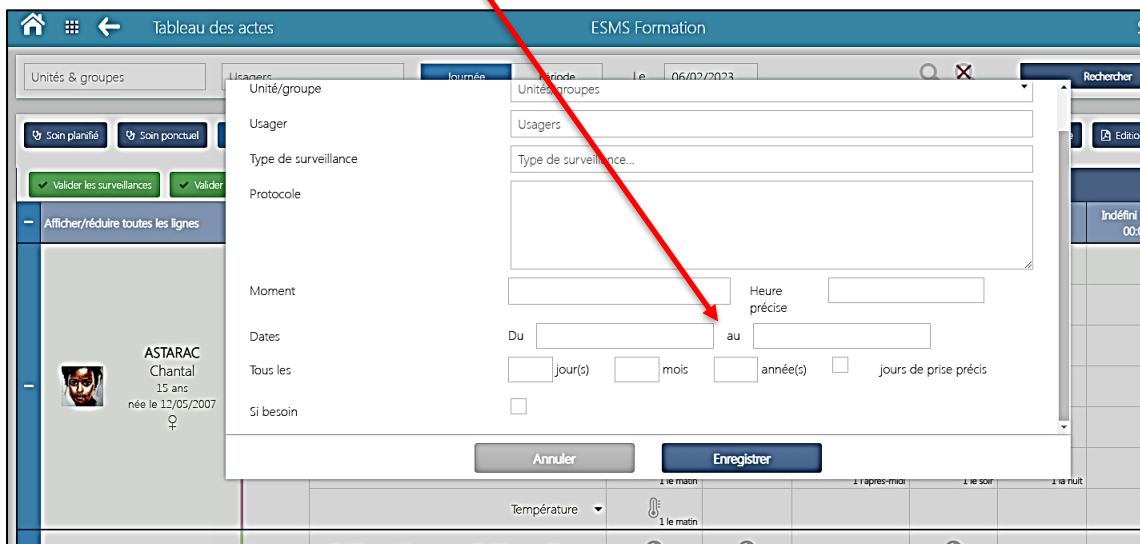 Tableau des actes ESMS Formation
Unités & groupes Usagers Journée Période Le 06/02/2023 Rechercher
Unité/groupe Unités/groupes
Usager Usagers
Soin planifié Soin ponctuel
Type de surveillance Type de surveillance...
Valider les surveillances Valider
Protocole
Afficher/réduire toutes les lignes Indéfini
Moment Heure
précise
Dates Du au
ASTARAC
Chantal
15 ans
née le 12/05/2007
Tous les jour(s) mois année(s) jours de prise précis
Si besoin
Annuler Enregistrer
1 le matin 1 l'après-midi 1 le soir 1 la nuit
Température
1 le matin